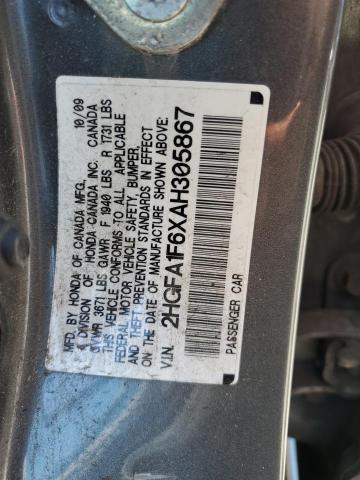 MFD. BY HONDA OF CANADA MFG. 10/09
A DIVISION OF HONDA CANADA INC. CANADA
GVWR 3671 LBS GAWR F 1940 LBS R 1731 LBS
THIS VEHICLE CONFORMS TO ALL APPLICABLE
FEDERAL MOTOR VEHICLE SAFETY, BUMPER,
AND THEFT PREVENTION STANDARDS IN EFFECT
ON THE DATE OF MANUFACTURE SHOWN ABOVE.
V.I.N. 2HGFA1F6XAH305867
PASSENGER CAR